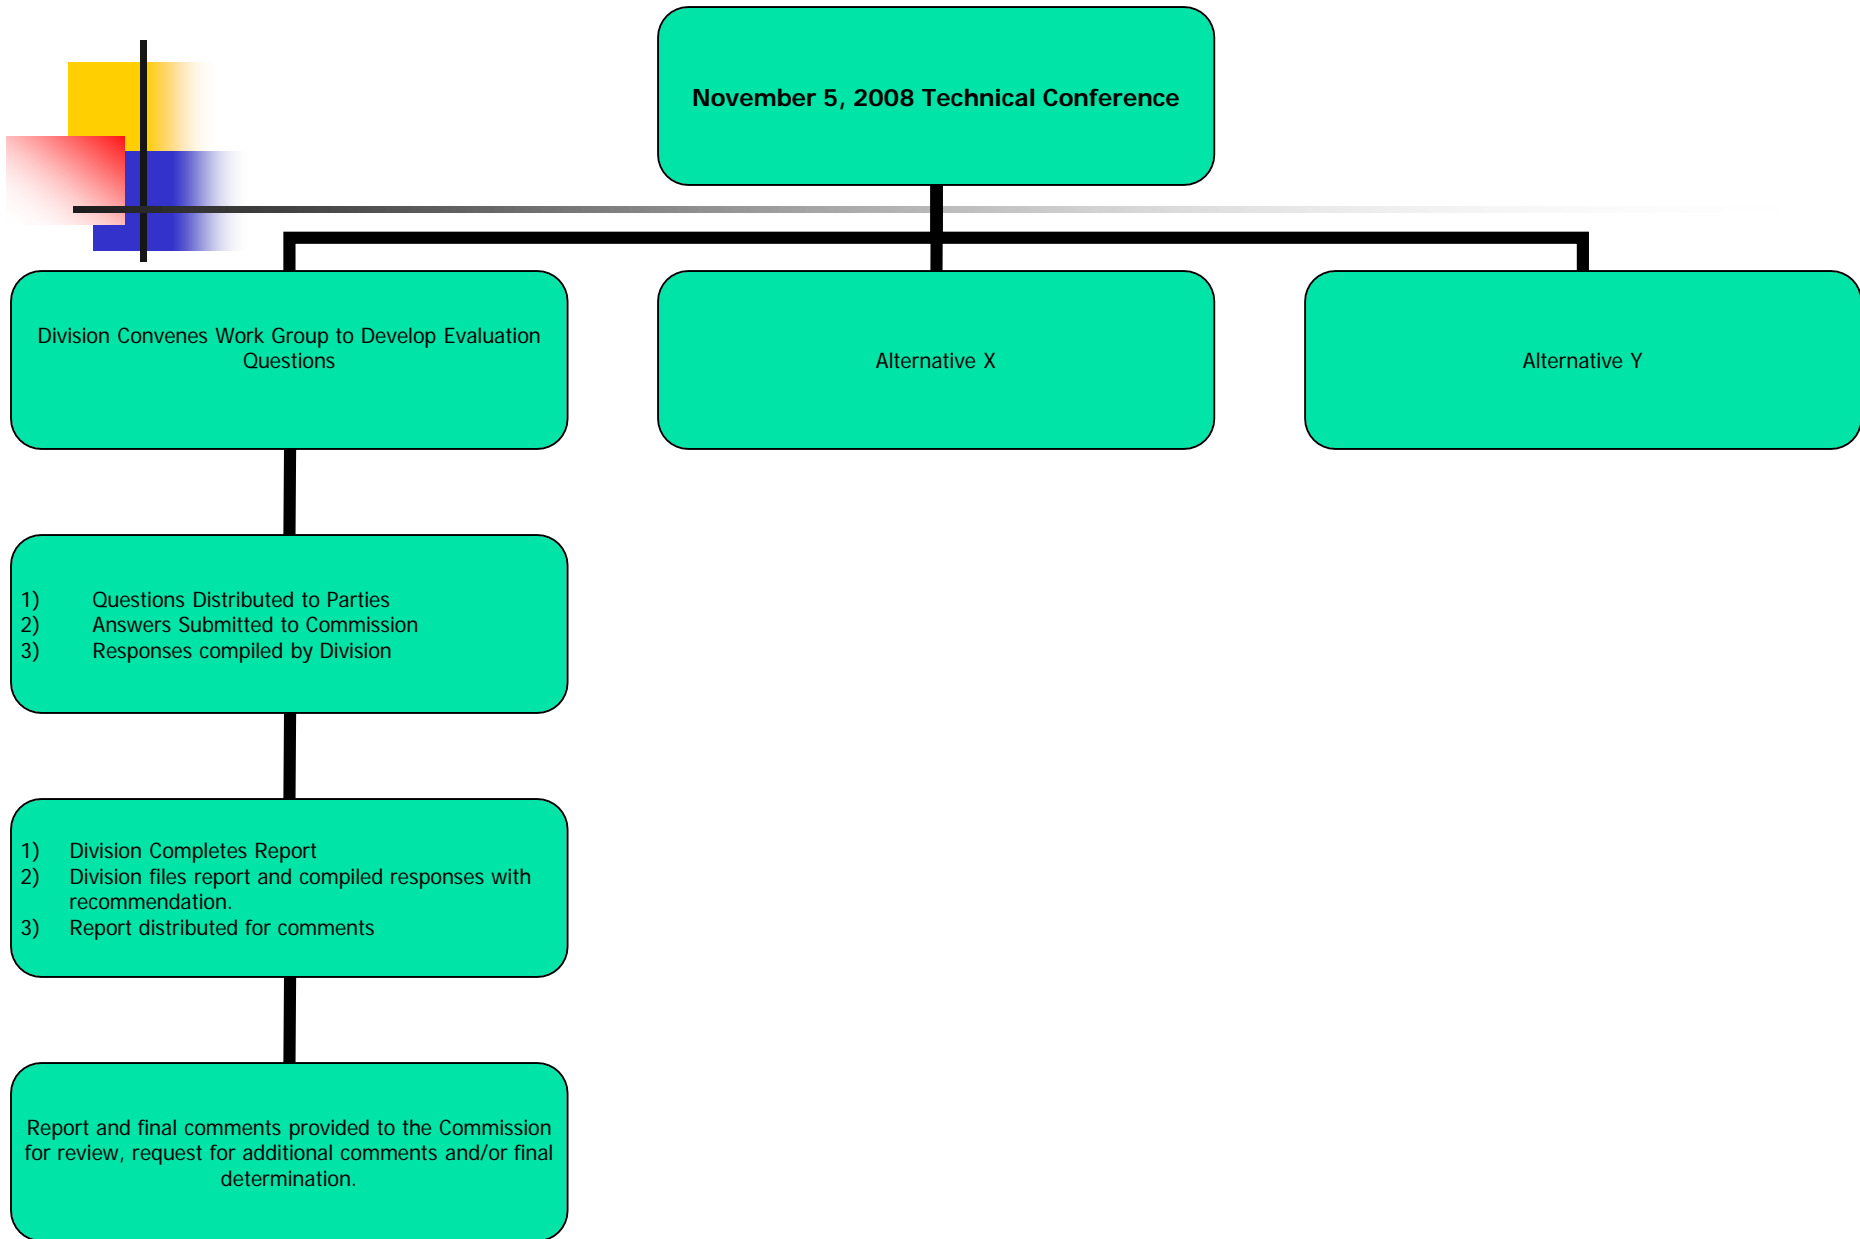 November 5, 2008 Technical Conference
Division Convenes Work Group to Develop Evaluation
Questions
Alternative X
Alternative Y
1) Questions Distributed to Parties
2) Answers Submitted to Commission
3) Responses compiled by Division
1) Division Completes Report
2) Division files report and compiled responses with
recommendation.
3) Report distributed for comments
Report and final comments provided to the Commission
for review, request for additional comments and/or final
determination.